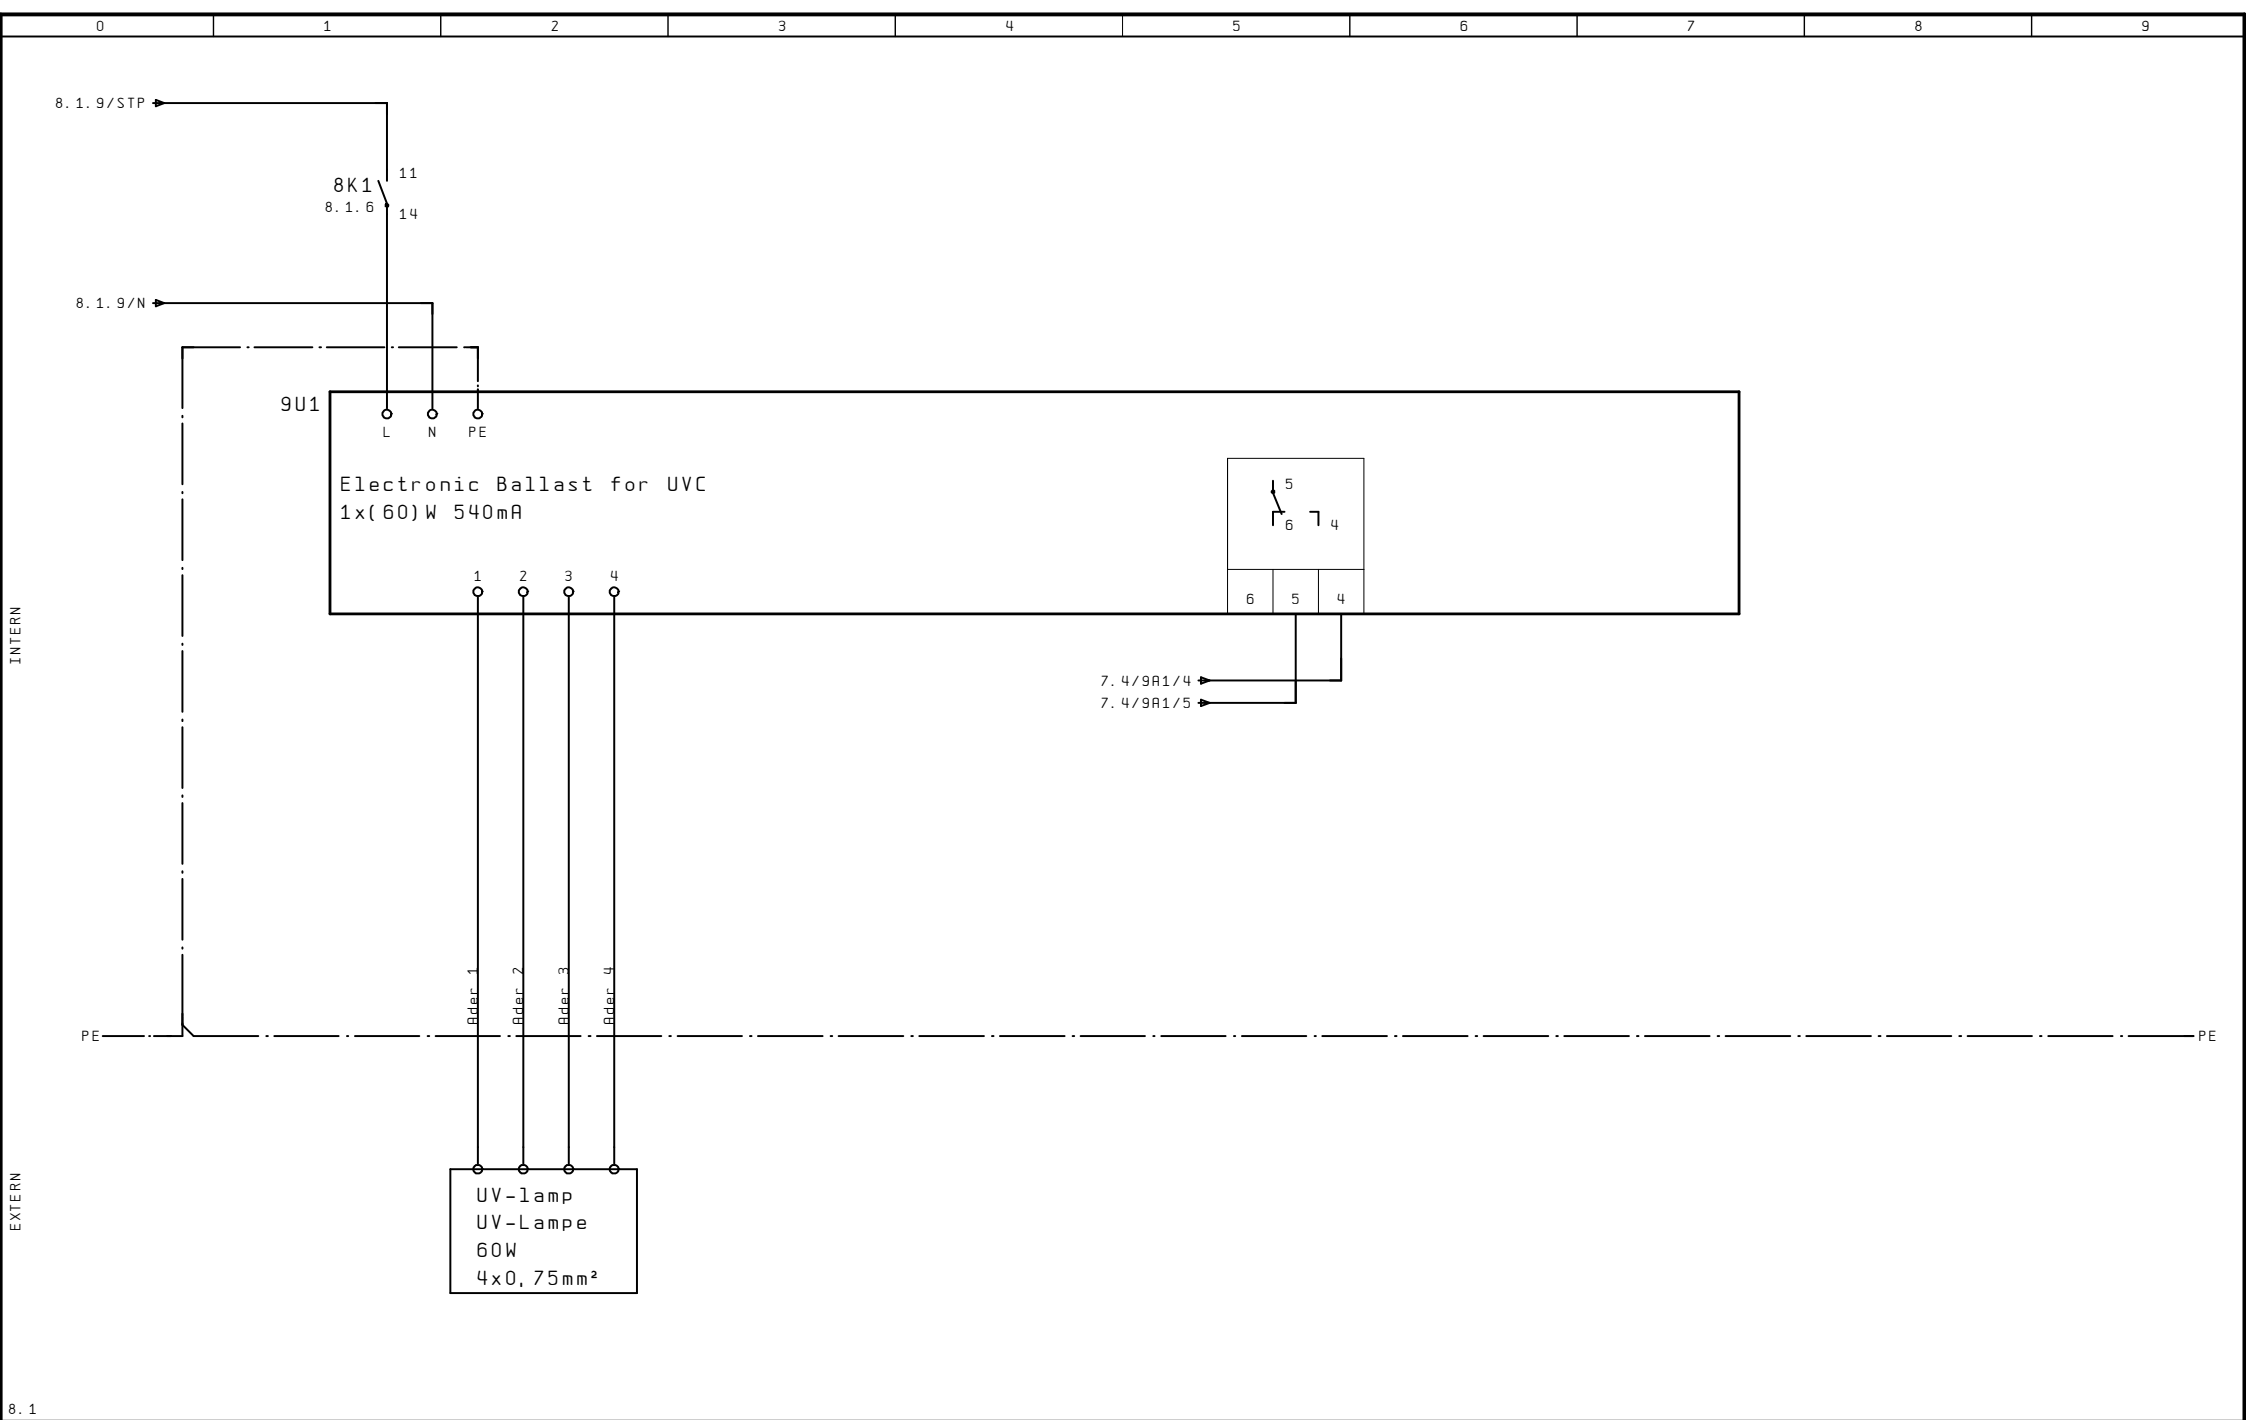 0 1 2 3 4 5 6 7 8 9
8.1.9/STP
11
8K1
8.1.6
14
8.1.9/N
9U1
L N PE
Electronic Ballast for UVC
1x(60)W 540mA
5
6 4
1 2 3 4
6 5 4
INTERN
7.4/9A1/4
7.4/9A1/5
Ader 1
Ader 2
Ader 3
Ader 4
PE
PE
EXTERN
UV-lamp
UV-Lampe
60W
4x0,75mm²
8.1